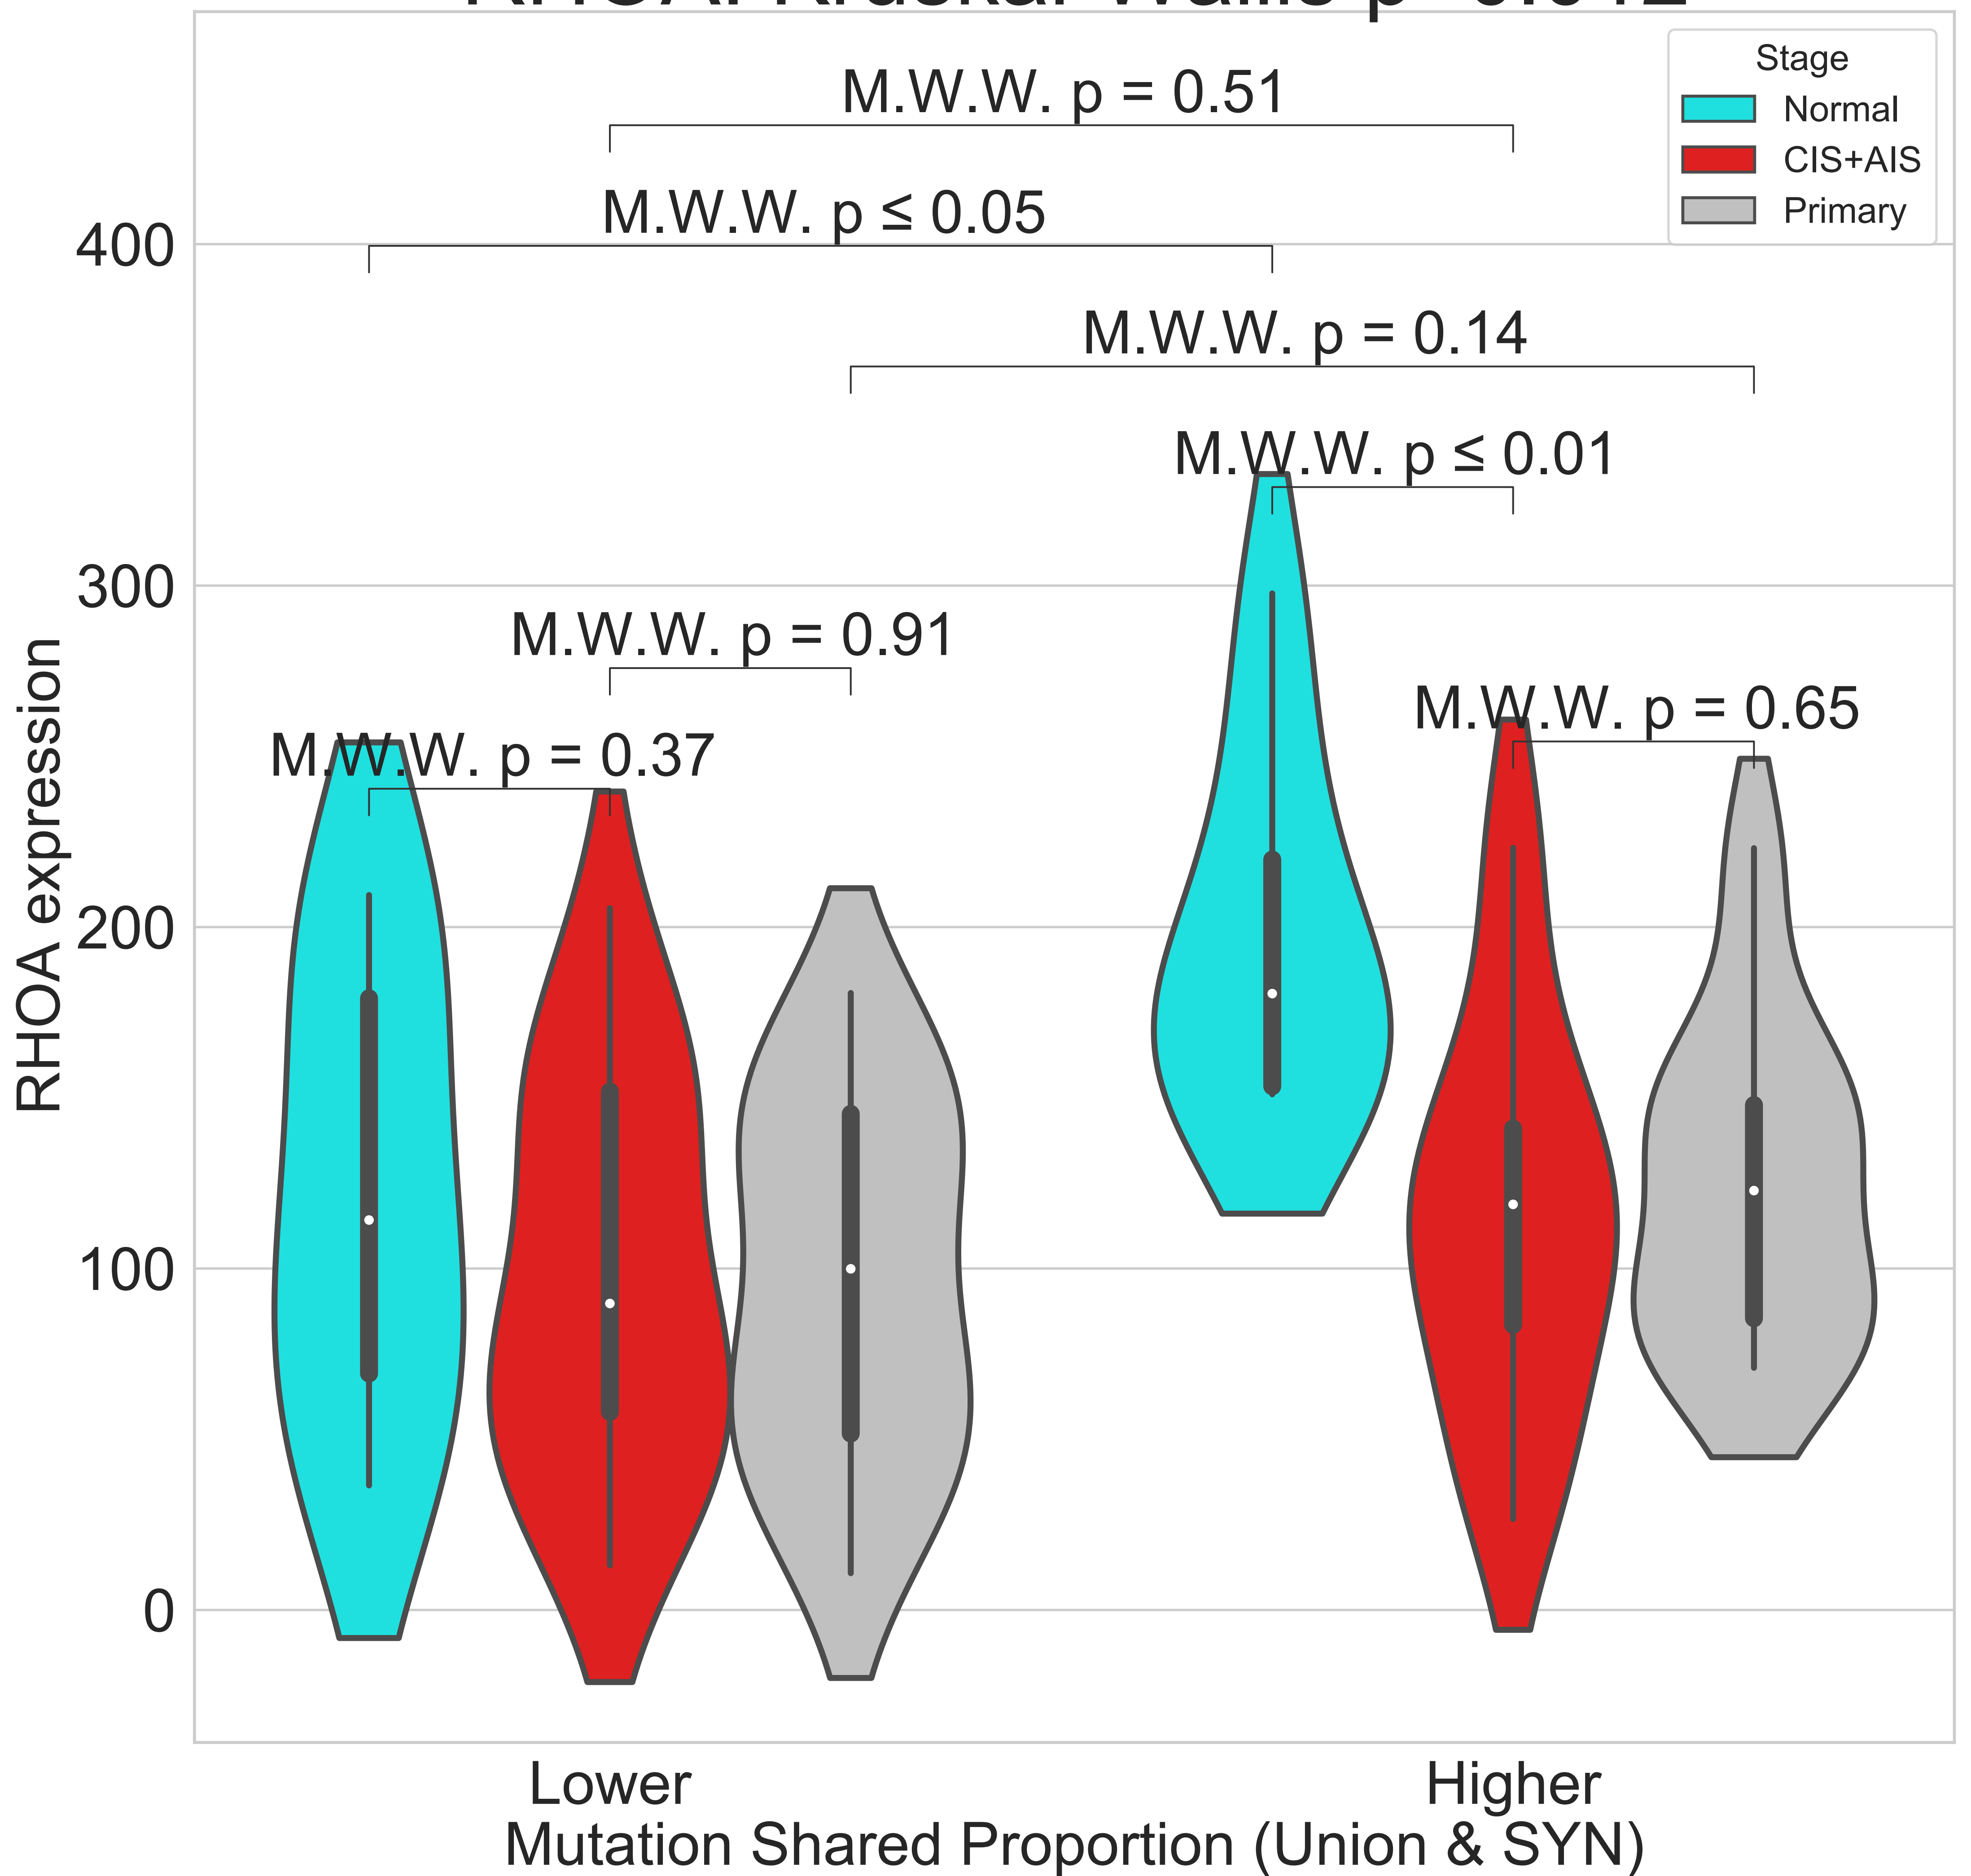 Stage
Normal
CIS+AIS
Primary
M.W.W. p = 0.51
M.W.W. p ≤ 0.05
M.W.W. p = 0.14
M.W.W. p ≤ 0.01
M.W.W. p = 0.91
M.W.W. p = 0.65
M.W.W. p = 0.37
400
300
200
100
0
RHOA expression
Lower
Higher
Mutation Shared Proportion (Union & SYN)